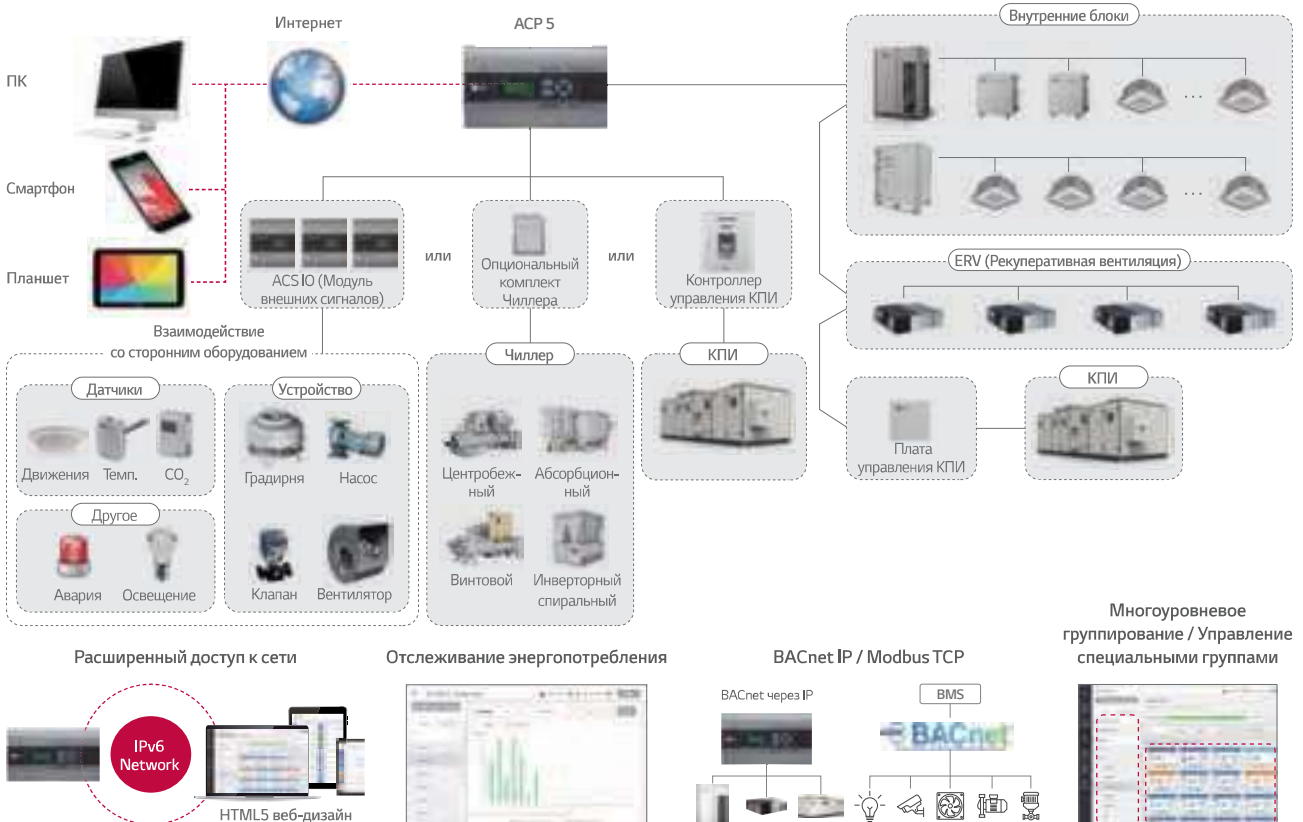 Интернет
ACP 5
Внутренние блоки
ПК
Смартфон
Планшет
ACS IO (Модуль
внешних сигналов)
или
Опциональный
комплект
Чиллера
или
Контроллер
управления КПИ
ERV (Рекуперативная вентиляция)
Взаимодействие
со сторонним оборудованием
Датчики
Движения
Темп.
CO2
Другое
Авария
Освещение
Устройство
Градирня
Насос
Клапан
Вентилятор
Чиллер
Центробеж-
ный
Абсорбцион-
ный
Винтовой
Инверторный
спиральный
КПИ
Плата
управления КПИ
КПИ
Расширенный доступ к сети
IPv6
Network
HTML5 веб-дизайн
Отслеживание энергопотребления
BACnet IP / Modbus TCP
BACnet через IP
BMS
BACnet
Многоуровневое
группирование / Управление
специальными группами